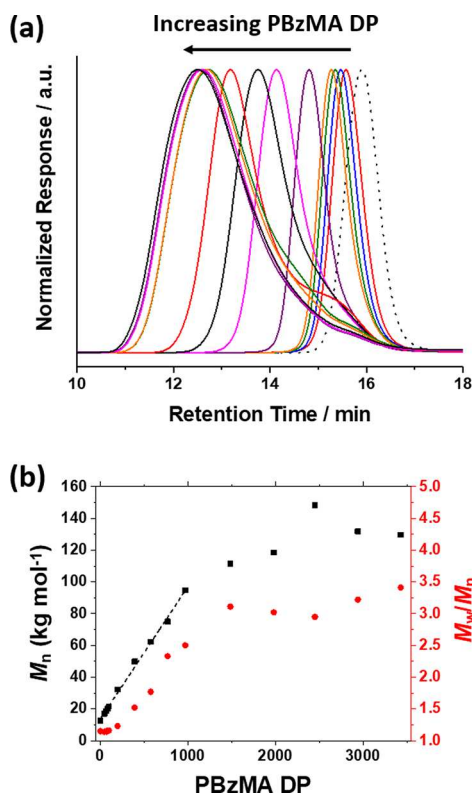 (a)
Increasing PBzMA DP
Normalized Response / a.u.
10 12 14 16 18
Retention Time / min
(b)
160 5.0
140 4.5
120 4.0
100 3.5
80 3.0
60 2.5
40 2.0
20 1.5
0 1.0
Mn (kg mol-1)
Mw/Mn
0 1000 2000 3000
PBzMA DP